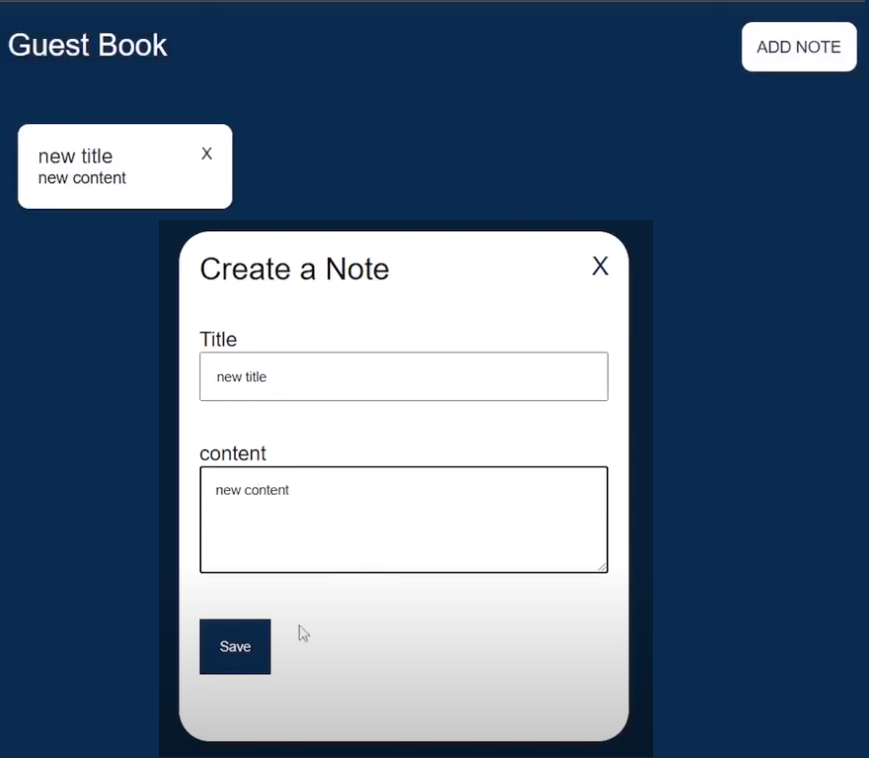 Guest Book
ADD NOTE
new title
X
new content
Create a Note
X
Title
new title
content
new content
Save